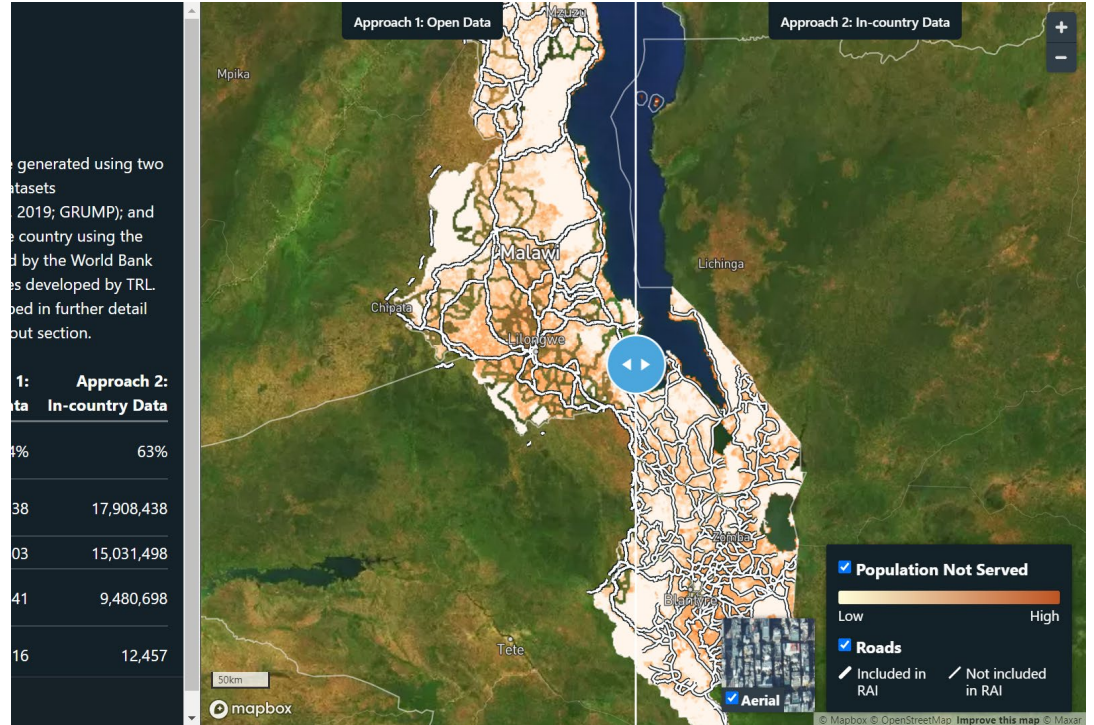 generated using two
atasets
2019; GRUMP); and
country using the
d by the World Bank
es developed by TRL.
bed in further detail
out section.
1: Approach 2:
ata In-country Data
4% 63%
38 17,908,438
03 15,031,498
41 9,480,698
16 12,457
Approach 1: Open Data
Approach 2: In-country Data
+
−
Mzuzu
Mpika
Malawi
Lichinga
Chipata
Lilongwe
Zomba
Blantyre
Tete
Population Not Served
Low High
Roads
Included in RAI
Not included in RAI
Aerial
50km
mapbox
© Mapbox © OpenStreetMap Improve this map © Maxar